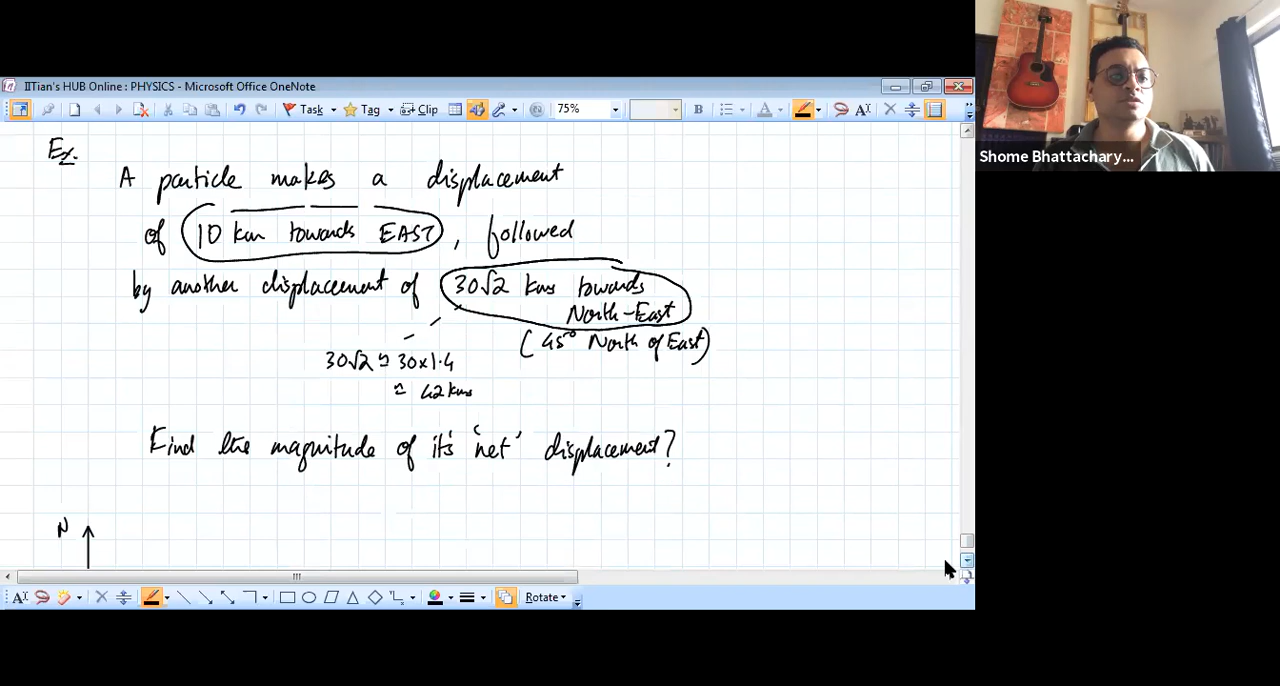 IITian's HUB Online : PHYSICS - Microsoft Office OneNote
Task Tag Clip 75% B A A
Ex.
A particle makes a displacement
of 10 km towards EAST, followed
by another displacement of 30√2 kms towards
North-East
(45° North of East)
30√2 ≃ 30x1.4
≃ 42 kms
Find the magnitude of it's 'net' displacement?
N
A Rotate
Shome Bhattachary...